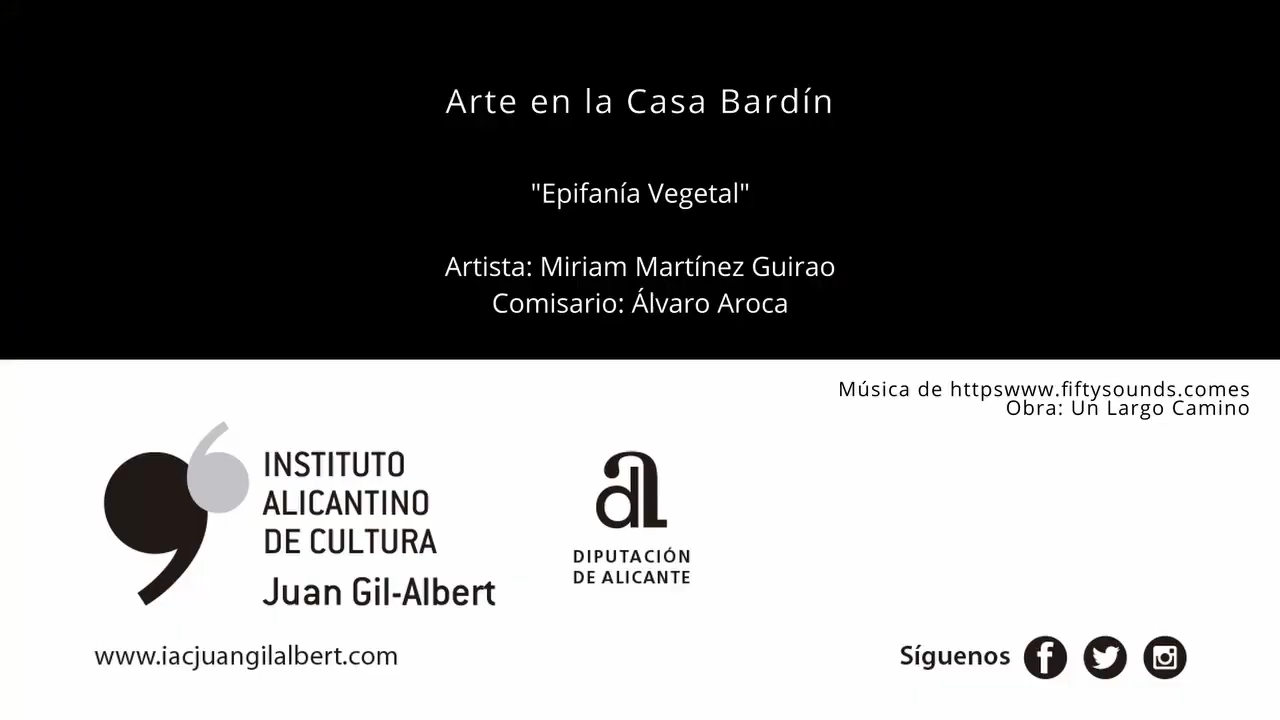 Arte en la Casa Bardín
"Epifanía Vegetal"
Artista: Miriam Martínez Guirao
Comisario: Álvaro Aroca
Música de httpswww.fiftysounds.comes
Obra: Un Largo Camino
INSTITUTO
ALICANTINO
DE CULTURA
Juan Gil-Albert
DIPUTACIÓN
DE ALICANTE
www.iacjuangilalbert.com
Síguenos